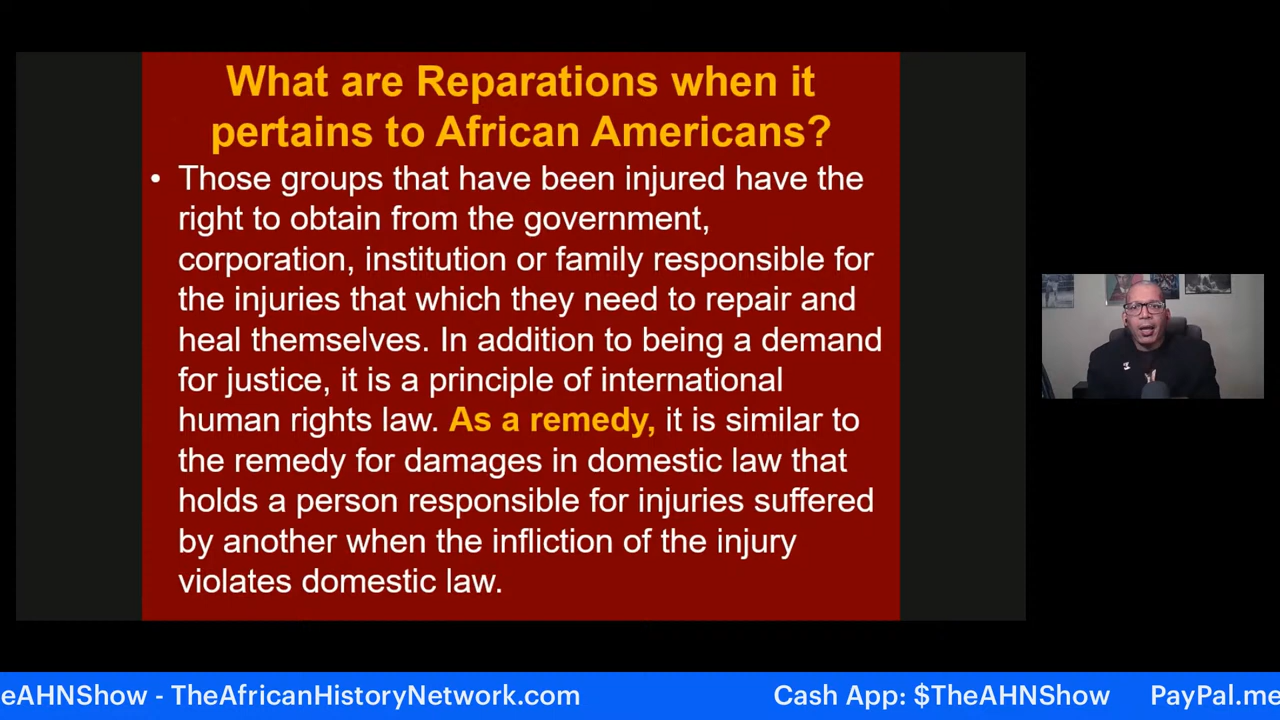 What are Reparations when it
pertains to African Americans?
• Those groups that have been injured have the
right to obtain from the government,
corporation, institution or family responsible for
the injuries that which they need to repair and
heal themselves. In addition to being a demand
for justice, it is a principle of international
human rights law. As a remedy, it is similar to
the remedy for damages in domestic law that
holds a person responsible for injuries suffered
by another when the infliction of the injury
violates domestic law.
eAHNShow - TheAfricanHistoryNetwork.com Cash App: $TheAHNShow PayPal.me